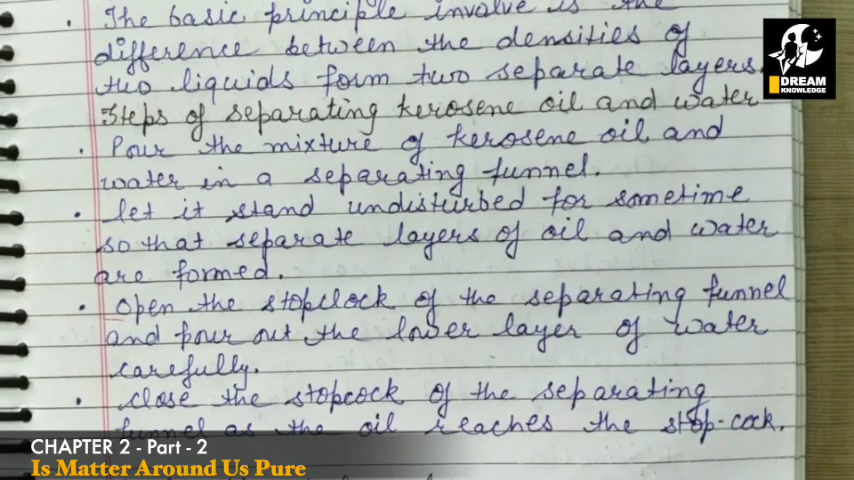 . The basic principle involve is the
difference between the densities of
two liquids form two separate layers.
Steps of separating kerosene oil and water
. Pour the mixture of kerosene oil and
water in a separating funnel.
. let it stand undisturbed for sometime
so that separate layers of oil and water
are formed.
. Open the stopclock of the separating funnel
and pour out the lower layer of water
carefully.
. close the stopcock of the separating
funnel as the oil reaches the stop-cock.
DREAM
KNOWLEDGE
CHAPTER 2 - Part - 2
Is Matter Around Us Pure